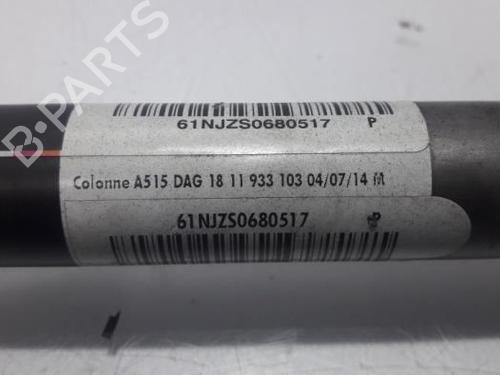 61NJZS0680517 P
Colonne A515 DAG 18 11 933 103 04/07/14 M
61NJZS0680517
B-PARTS